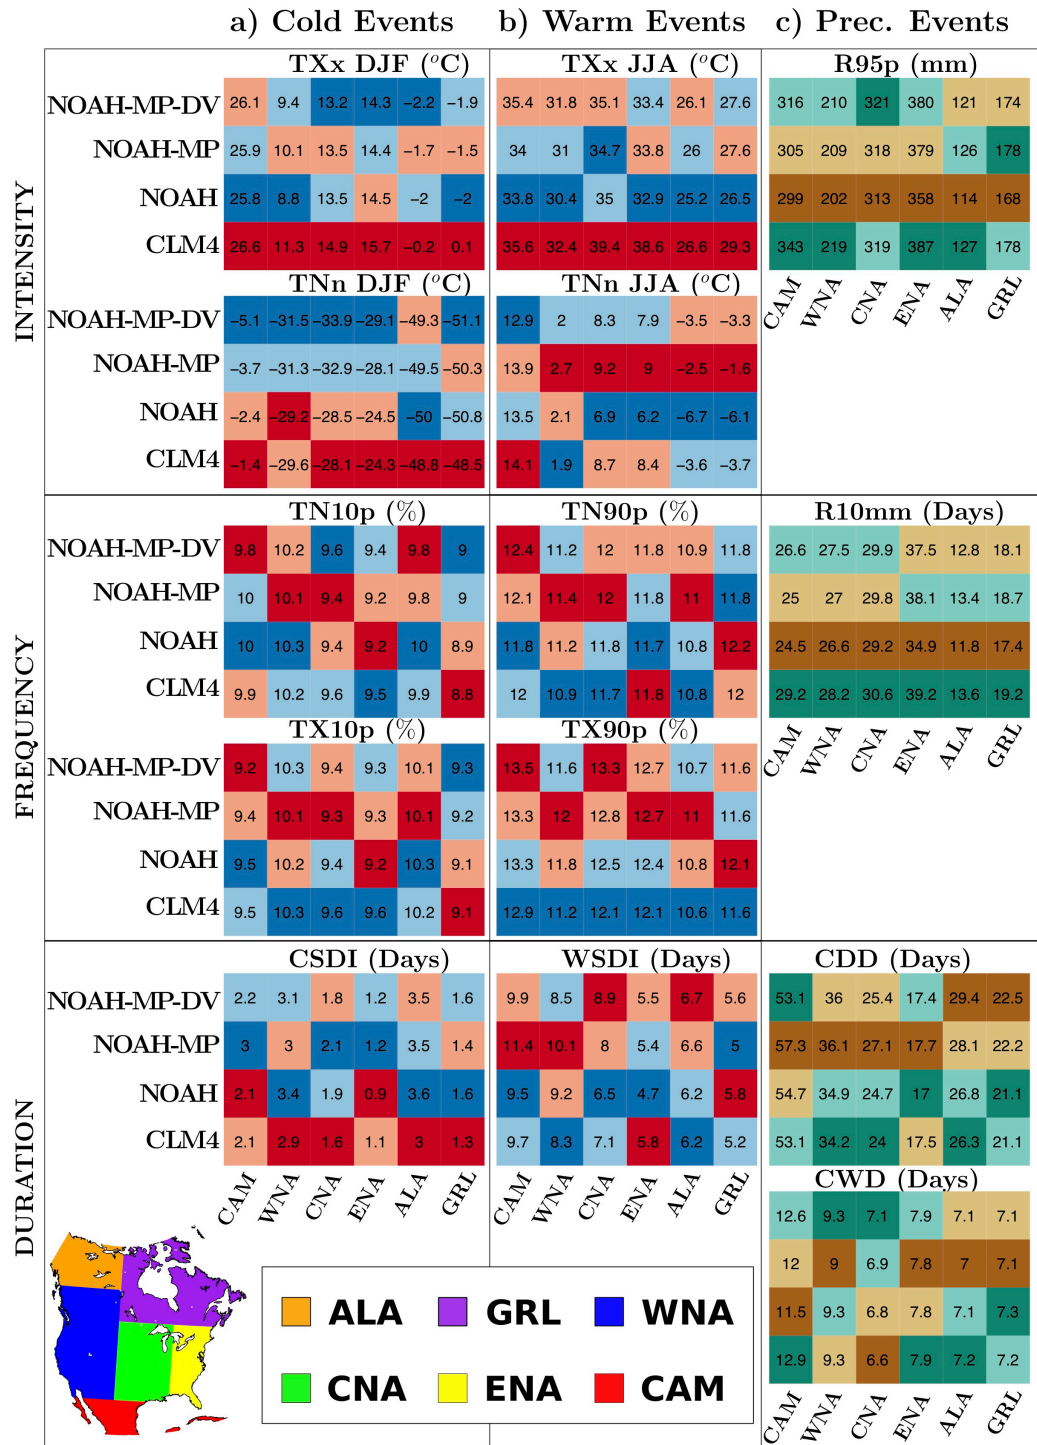 a) Cold Events b) Warm Events c) Prec. Events
INTENSITY
TXx DJF (°C) TXx JJA (°C) R95p (mm)
NOAH-MP-DV 26.1 9.4 13.2 14.3 −2.2 −1.9 35.4 31.8 35.1 33.4 26.1 27.6 316 210 321 380 121 174
NOAH-MP 25.9 10.1 13.5 14.4 −1.7 −1.5 34 31 34.7 33.8 26 27.6 305 209 318 379 126 178
NOAH 25.8 8.8 13.5 14.5 −2 −2 33.8 30.4 35 32.9 25.2 26.5 299 202 313 358 114 168
CLM4 26.6 11.3 14.9 15.7 −0.2 0.1 35.6 32.4 39.4 38.6 26.6 29.3 343 219 319 387 127 178
CAM WNA CNA ENA ALA GRL
TNn DJF (°C) TNn JJA (°C)
NOAH-MP-DV −5.1 −31.5 −33.9 −29.1 −49.3 −51.1 12.9 2 8.3 7.9 −3.5 −3.3
NOAH-MP −3.7 −31.3 −32.9 −28.1 −49.5 −50.3 13.9 2.7 9.2 9 −2.5 −1.6
NOAH −2.4 −29.2 −28.5 −24.5 −50 −50.8 13.5 2.1 6.9 6.2 −6.7 −6.1
CLM4 −1.4 −29.6 −28.1 −24.3 −48.8 −48.5 14.1 1.9 8.7 8.4 −3.6 −3.7
FREQUENCY
TN10p (%) TN90p (%) R10mm (Days)
NOAH-MP-DV 9.8 10.2 9.6 9.4 9.8 9 12.4 11.2 12 11.8 10.9 11.8 26.6 27.5 29.9 37.5 12.8 18.1
NOAH-MP 10 10.1 9.4 9.2 9.8 9 12.1 11.4 12 11.8 11 11.8 25 27 29.8 38.1 13.4 18.7
NOAH 10 10.3 9.4 9.2 10 8.9 11.8 11.2 11.8 11.7 10.8 12.2 24.5 26.6 29.2 34.9 11.8 17.4
CLM4 9.9 10.2 9.6 9.5 9.9 8.8 12 10.9 11.7 11.8 10.8 12 29.2 28.2 30.6 39.2 13.6 19.2
CAM WNA CNA ENA ALA GRL
TX10p (%) TX90p (%)
NOAH-MP-DV 9.2 10.3 9.4 9.3 10.1 9.3 13.5 11.6 13.3 12.7 10.7 11.6
NOAH-MP 9.4 10.1 9.3 9.3 10.1 9.2 13.3 12 12.8 12.7 11 11.6
NOAH 9.5 10.2 9.4 9.2 10.3 9.1 13.3 11.8 12.5 12.4 10.8 12.1
CLM4 9.5 10.3 9.6 9.6 10.2 9.1 12.9 11.2 12.1 12.1 10.6 11.6
DURATION
CSDI (Days) WSDI (Days) CDD (Days)
NOAH-MP-DV 2.2 3.1 1.8 1.2 3.5 1.6 9.9 8.5 8.9 5.5 6.7 5.6 53.1 36 25.4 17.4 29.4 22.5
NOAH-MP 3 3 2.1 1.2 3.5 1.4 11.4 10.1 8 5.4 6.6 5 57.3 36.1 27.1 17.7 28.1 22.2
NOAH 2.1 3.4 1.9 0.9 3.6 1.6 9.5 9.2 6.5 4.7 6.2 5.8 54.7 34.9 24.7 17 26.8 21.1
CLM4 2.1 2.9 1.6 1.1 3 1.3 9.7 8.3 7.1 5.8 6.2 5.2 53.1 34.2 24 17.5 26.3 21.1
CAM WNA CNA ENA ALA GRL CAM WNA CNA ENA ALA GRL
CWD (Days)
12.6 9.3 7.1 7.9 7.1 7.1
12 9 6.9 7.8 7 7.1
11.5 9.3 6.8 7.8 7.1 7.3
12.9 9.3 6.6 7.9 7.2 7.2
CAM WNA CNA ENA ALA GRL
ALA GRL WNA
CNA ENA CAM